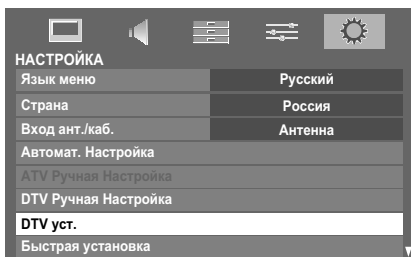 НАСТРОЙКА
Язык меню Русский
Страна Россия
Вход ант./каб. Антенна
Автомат. Настройка
ATV Ручная Настройка
DTV Ручная Настройка
DTV уст.
Быстрая установка